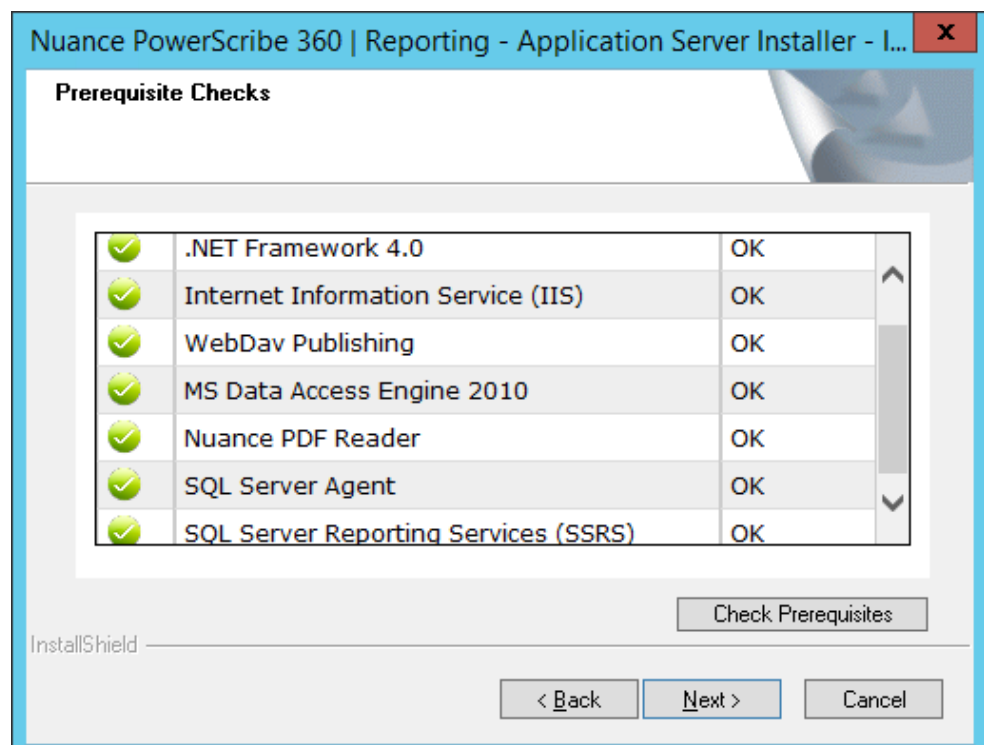 Nuance PowerScribe 360 | Reporting - Application Server Installer - I...
x
Prerequisite Checks
.NET Framework 4.0 OK
Internet Information Service (IIS) OK
WebDav Publishing OK
MS Data Access Engine 2010 OK
Nuance PDF Reader OK
SQL Server Agent OK
SQL Server Reporting Services (SSRS) OK
Check Prerequisites
InstallShield
< Back Next > Cancel